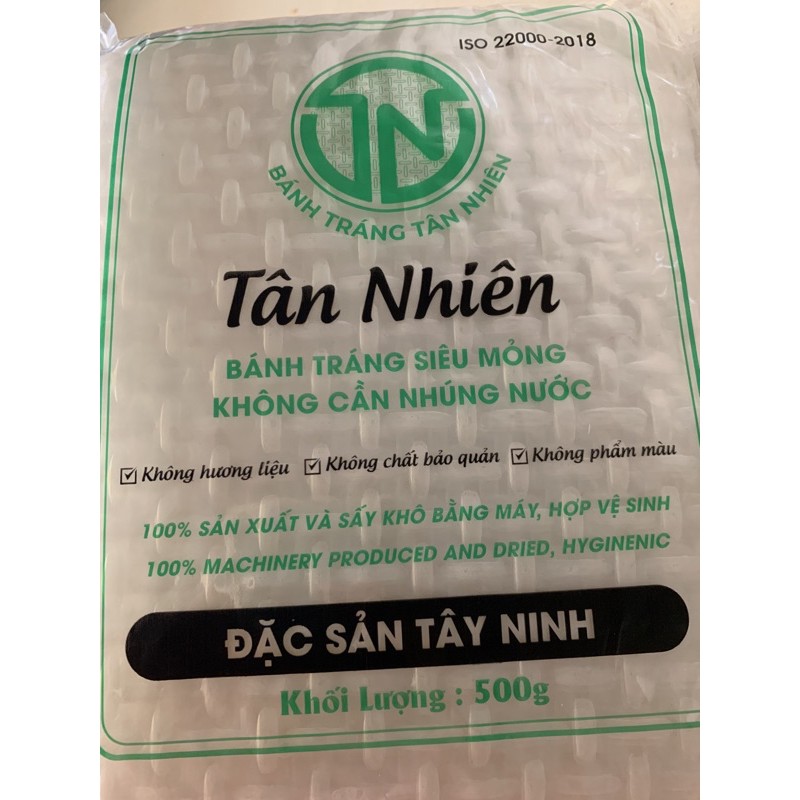 ISO 22000-2018
TN
BÁNH TRÁNG TÂN NHIÊN
Tân Nhiên
BÁNH TRÁNG SIÊU MỎNG
KHÔNG CẦN NHÚNG NƯỚC
Không hương liệu Không chất bảo quản Không phẩm màu
100% SẢN XUẤT VÀ SẤY KHÔ BẰNG MÁY, HỢP VỆ SINH
100% MACHINERY PRODUCED AND DRIED, HYGINENIC
ĐẶC SẢN TÂY NINH
Khối Lượng : 500g